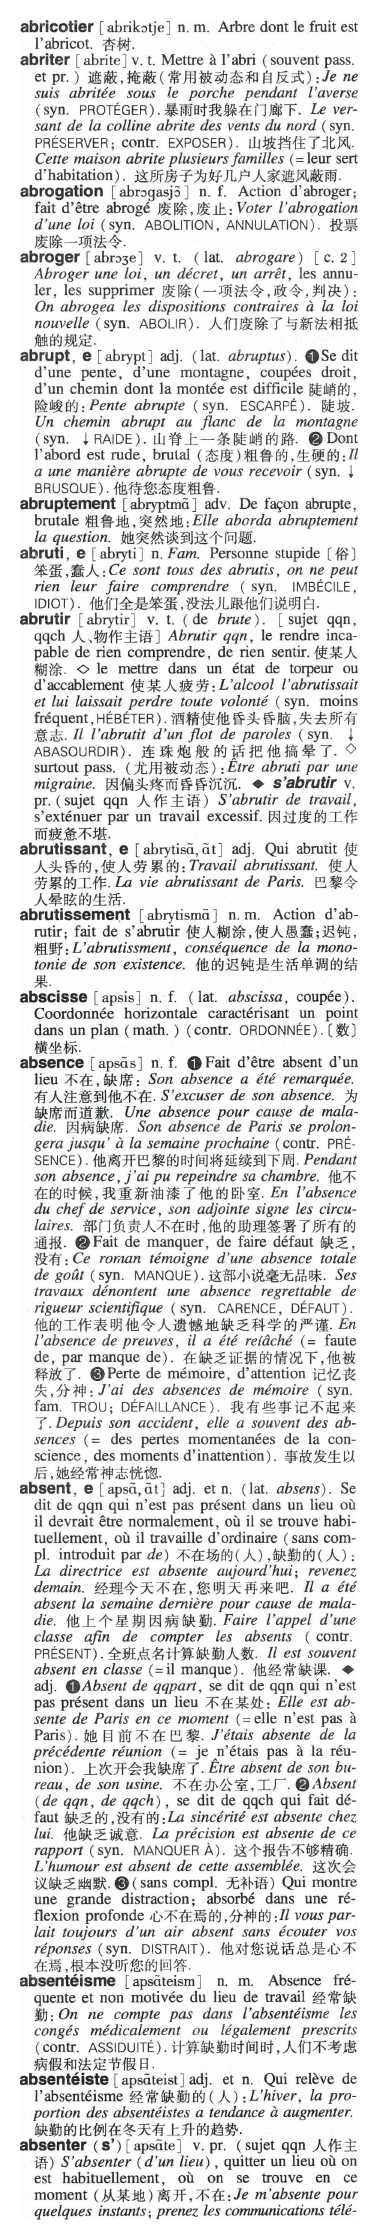 abricotier [abrikɔtje] n. m. Arbre dont le fruit est
l'abricot. 杏树.
abriter [abrite] v. t. Mettre à l'abri (souvent pass.
et pr.) 遮蔽,掩蔽(常用被动态和自反式):Je ne
suis abritée sous le porche pendant l'averse
(syn. PROTÉGER).暴雨时我躲在门廊下. Le ver-
sant de la colline abrite des vents du nord (syn.
PRÉSERVER; contr. EXPOSER). 山坡挡住了北风.
Cette maison abrite plusieurs familles (=leur sert
d'habitation). 这所房子为好几户人家遮风蔽雨.
abrogation [abrɔgasjɔ̃] n. f. Action d'abroger;
fait d'être abrogé 废除,废止:Voter l'abrogation
d'une loi (syn. ABOLITION, ANNULATION). 投票
废除一项法令.
abroger [abrɔʒe] v. t. (lat. abrogare) [c. 2]
Abroger une loi, un décret, un arrêt, les annu-
ler, les supprimer 废除(一项法令,政令,判决):
On abrogea les dispositions contraires à la loi
nouvelle (syn. ABOLIR). 人们废除了与新法相抵
触的规定.
abrupt, e [abrypt] adj. (lat. abruptus). ❶Se dit
d'une pente, d'une montagne, coupées droit,
d'un chemin dont la montée est difficile 陡峭的,
险峻的:Pente abrupte (syn. ESCARPÉ). 陡坡.
Un chemin abrupt au flanc de la montagne
(syn. ↓RAIDE). 山脊上一条陡峭的路. ❷Dont
l'abord est rude, brutal (态度)粗鲁的,生硬的:Il
a une manière abrupte de vous recevoir (syn. ↓
BRUSQUE).他待您态度粗鲁.
abruptement [abryptmɑ̃] adv. De façon abrupte,
brutale 粗鲁地,突然地:Elle aborda abruptement
la question. 她突然谈到这个问题.
abruti, e [abryti] n. Fam. Personne stupide〔俗〕
笨蛋,蠢人:Ce sont tous des abrutis, on ne peut
rien leur faire comprendre (syn. IMBÉCILE,
IDIOT). 他们全是笨蛋,没法儿跟他们说明白.
abrutir [abrytir] v. t. (de brute). [sujet qqn,
qqch 人、物作主语] Abrutir qqn, le rendre inca-
pable de rien comprendre, de rien sentir. 使某人
糊涂. ◇ le mettre dans un état de torpeur ou
d'accablement 使某人疲劳:L'alcool l'abrutissait
et lui laissait perdre toute volonté (syn. moins
fréquent,HÉBÉTER). 酒精使他昏头昏脑,失去所有
意志. Il l'abrutit d'un flot de paroles (syn. ↓
ABASOURDIR). 连珠炮般的话把他搞晕了. ◇
surtout pass. (尤用被动态):Être abruti par une
migraine. 因偏头疼而昏昏沉沉. ◆ s'abrutir v.
pr. (sujet qqn 人作主语) S'abrutir de travail,
s'exténuer par un travail excessif. 因过度的工作
而疲惫不堪.
abrutissant, e [abrytisɑ̃,ɑ̃t] adj. Qui abrutit 使
人头昏的,使人劳累的:Travail abrutissant. 使人
劳累的工作. La vie abrutissant de Paris. 巴黎令
人晕眩的生活.
abrutissement [abrytismɑ̃] n. m. Action d'ab-
rutir; fait de s'abrutir 使人糊涂,使人愚蠢;迟钝,
粗野:L'abrutissment, conséquence de la mono-
tonie de son existence. 他的迟钝是生活单调的结
果.
abscisse [apsis] n. f. (lat. abscissa, coupée).
Coordonnée horizontale caractérisant un point
dans un plan (math.) (contr. ORDONNÉE).〔数〕
横坐标.
absence [apsɑ̃s] n. f. ❶Fait d'être absent d'un
lieu 不在,缺席: Son absence a été remarquée.
有人注意到他不在. S'excuser de son absence. 为
缺席而道歉. Une absence pour cause de mala-
die. 因病缺席. Son absence de Paris se prolon-
gera jusqu' à la semaine prochaine (contr. PRÉ-
SENCE).他离开巴黎的时间将延续到下周. Pendant
son absence, j'ai pu repeindre sa chambre. 他不
在的时候,我重新油漆了他的卧室. En l'absence
du chef de service, son adjointe signe les circu-
laires. 部门负责人不在时,他的助理签署了所有的
通报. ❷Fait de manquer, de faire défaut 缺乏,
没有:Ce roman témoigne d'une absence totale
de goût (syn. MANQUE).这部小说毫无品味. Ses
travaux dénontent une absence regrettable de
rigueur scientifique (syn. CARENCE, DÉFAUT).
他的工作表明他令人遗憾地缺乏科学的严谨. En
l'absence de preuves, il a été relâché (= faute
de, par manque de). 在缺乏证据的情况下,他被
释放了. ❸Perte de mémoire, d'attention 记忆丧
失,分神:J'ai des absences de mémoire (syn.
fam. TROU; DÉFAILLANCE). 我有些事记不起来
了. Depuis son accident, elle a souvent des ab-
sences (= des pertes momentanées de la con-
science, des moments d'inattention). 事故发生以
后,她经常神志恍惚.
absent, e [apsɑ̃,ɑ̃t] adj. et n. (lat. absens). Se
dit de qqn qui n'est pas présent dans un lieu où
il devrait être normalement, où il se trouve habi-
tuellement, où il travaille d'ordinaire (sans com-
pl. introduit par de) 不在场的(人),缺勤的(人):
La directrice est absente aujourd'hui; revenez
demain. 经理今天不在,您明天再来吧. Il a été
absent la semaine dernière pour cause de mala-
die. 他上个星期因病缺勤. Faire l'appel d'une
classe afin de compter les absents (contr.
PRÉSENT). 全班点名计算缺勤人数. Il est souvent
absent en classe (=il manque). 他经常缺课. ◆
adj. ❶Absent de qqpart, se dit de qqn qui n'est
pas présent dans un lieu 不在某处: Elle est ab-
sente de Paris en ce moment (=elle n'est pas à
Paris). 她目前不在巴黎. J'étais absente de la
précédente réunion (= je n'étais pas à la réu-
nion). 上次开会我缺席了. Être absent de son bu-
reau, de son usine. 不在办公室,工厂. ❷Absent
(de qqn, de qqch), se dit de qqch qui fait dé-
faut 缺乏的,没有的:La sincérité est absente chez
lui. 他缺乏诚意. La précision est absente de ce
rapport (syn. MANQUER À). 这个报告不够精确.
L'humour est absent de cette assemblée. 这次会
议缺乏幽默. ❸(sans compl. 无补语) Qui montre
une grande distraction; absorbé dans une ré-
flexion profonde 心不在焉的,分神的:Il vous par-
lait toujours d'un air absent sans écouter vos
réponses (syn. DISTRAIT). 他对您说话总是心不
在焉,根本没听您的回答.
absentéisme [apsɑ̃teism] n. m. Absence fré-
quente et non motivée du lieu de travail 经常缺
勤:On ne compte pas dans l'absentéisme les
congés médicalement ou légalement prescrits
(contr. ASSIDUITÉ). 计算缺勤时间时,人们不考虑
病假和法定节假日.
absentéiste [apsɑ̃teist] adj. et n. Qui relève de
l'absentéisme 经常缺勤的(人):L'hiver, la pro-
portion des absentéistes a tendance à augmenter.
缺勤的比例在冬天有上升的趋势.
absenter (s') [apsɑ̃te] v. pr. (sujet qqn 人作主
语) S'absenter (d'un lieu), quitter un lieu où on
est habituellement, où on se trouve en ce
moment (从某地)离开,不在:Je m'absente pour
quelques instants; prenez les communications télé-